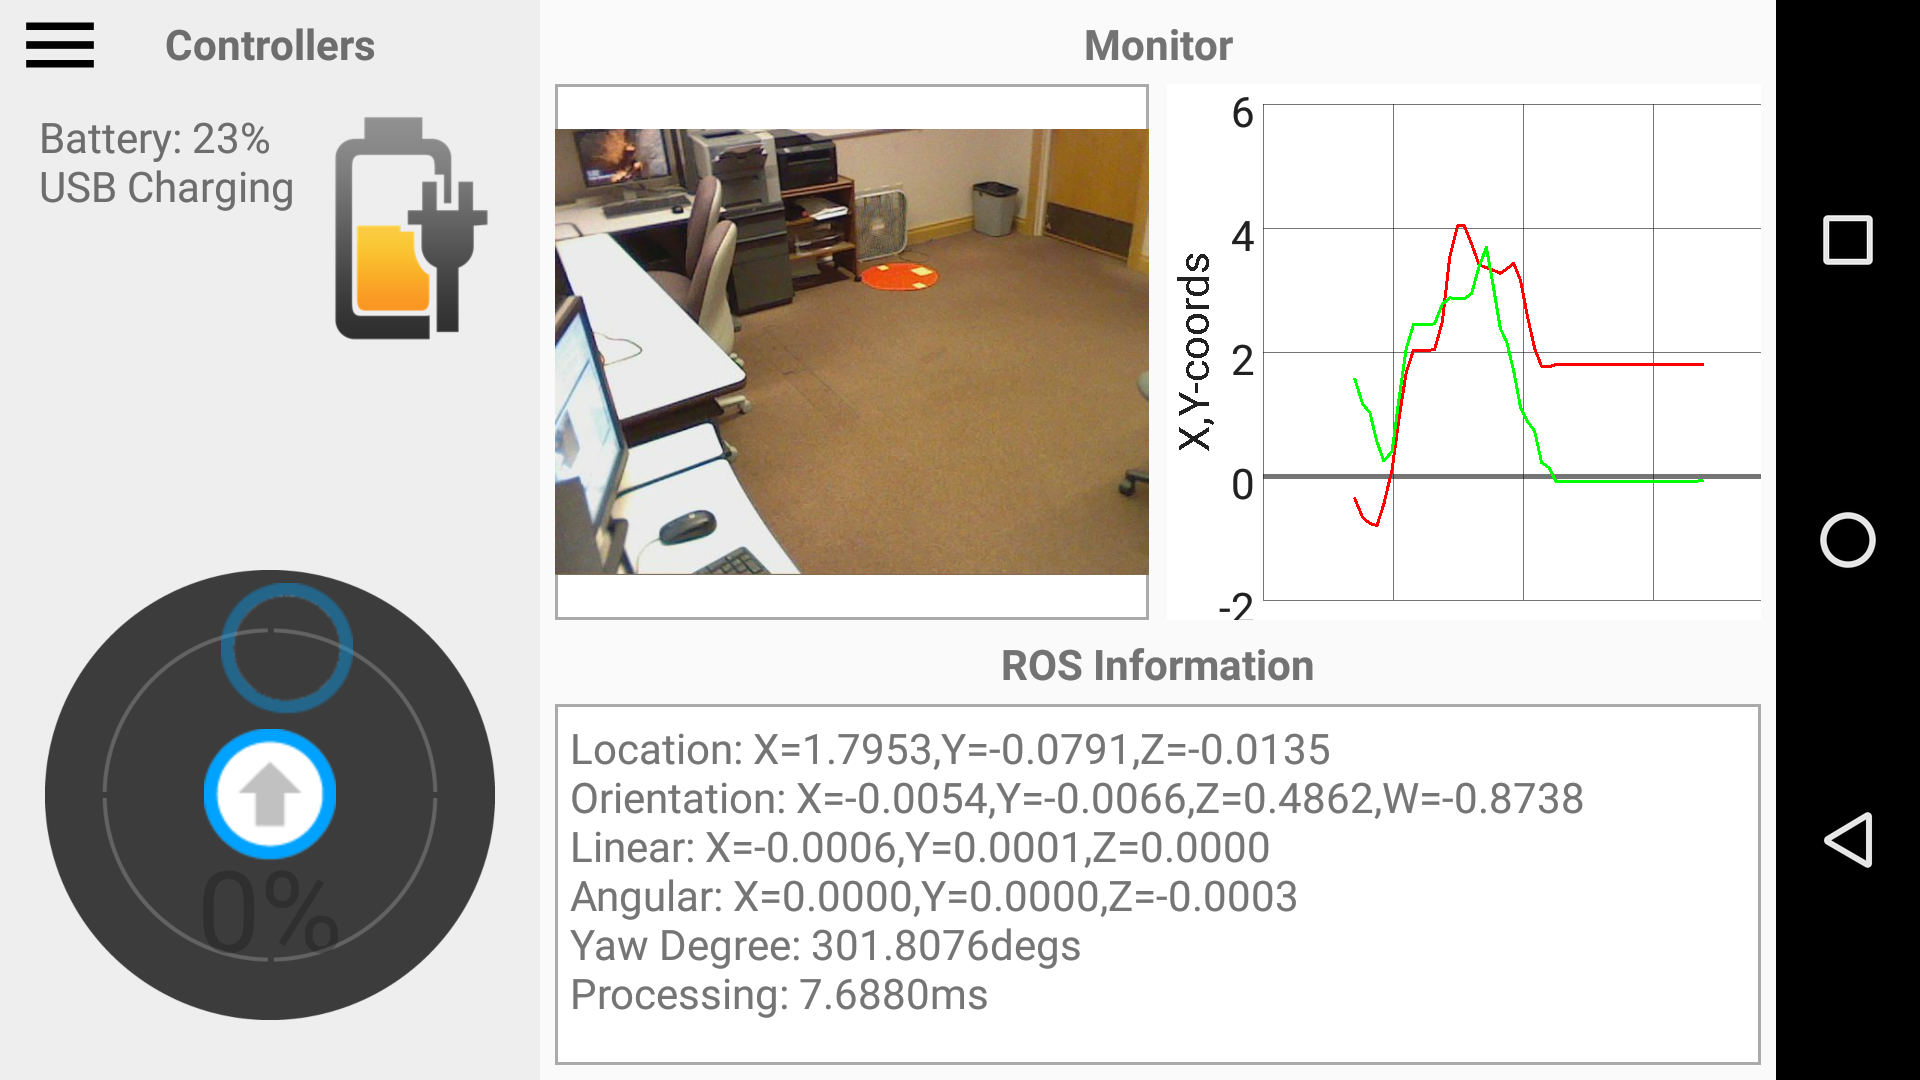 Controllers
Battery: 23%
USB Charging
0%
Monitor
X,Y-coords
6
4
2
0
-2
ROS Information
Location: X=1.7953,Y=-0.0791,Z=-0.0135
Orientation: X=-0.0054,Y=-0.0066,Z=0.4862,W=-0.8738
Linear: X=-0.0006,Y=0.0001,Z=0.0000
Angular: X=0.0000,Y=0.0000,Z=-0.0003
Yaw Degree: 301.8076degs
Processing: 7.6880ms